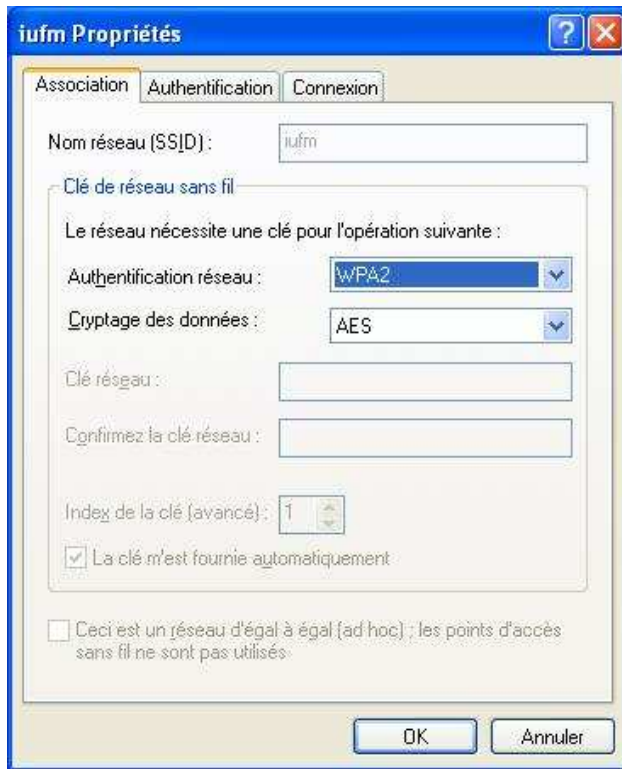 iufm Propriétés
Association Authentification Connexion
Nom réseau (SSID) : iufm
Clé de réseau sans fil
Le réseau nécessite une clé pour l'opération suivante :
Authentification réseau : WPA2
Cryptage des données : AES
Clé réseau :
Confirmez la clé réseau :
Index de la clé (avancé) : 1
La clé m'est fournie automatiquement
Ceci est un réseau d'égal à égal (ad hoc) ; les points d'accès
sans fil ne sont pas utilisés
OK Annuler